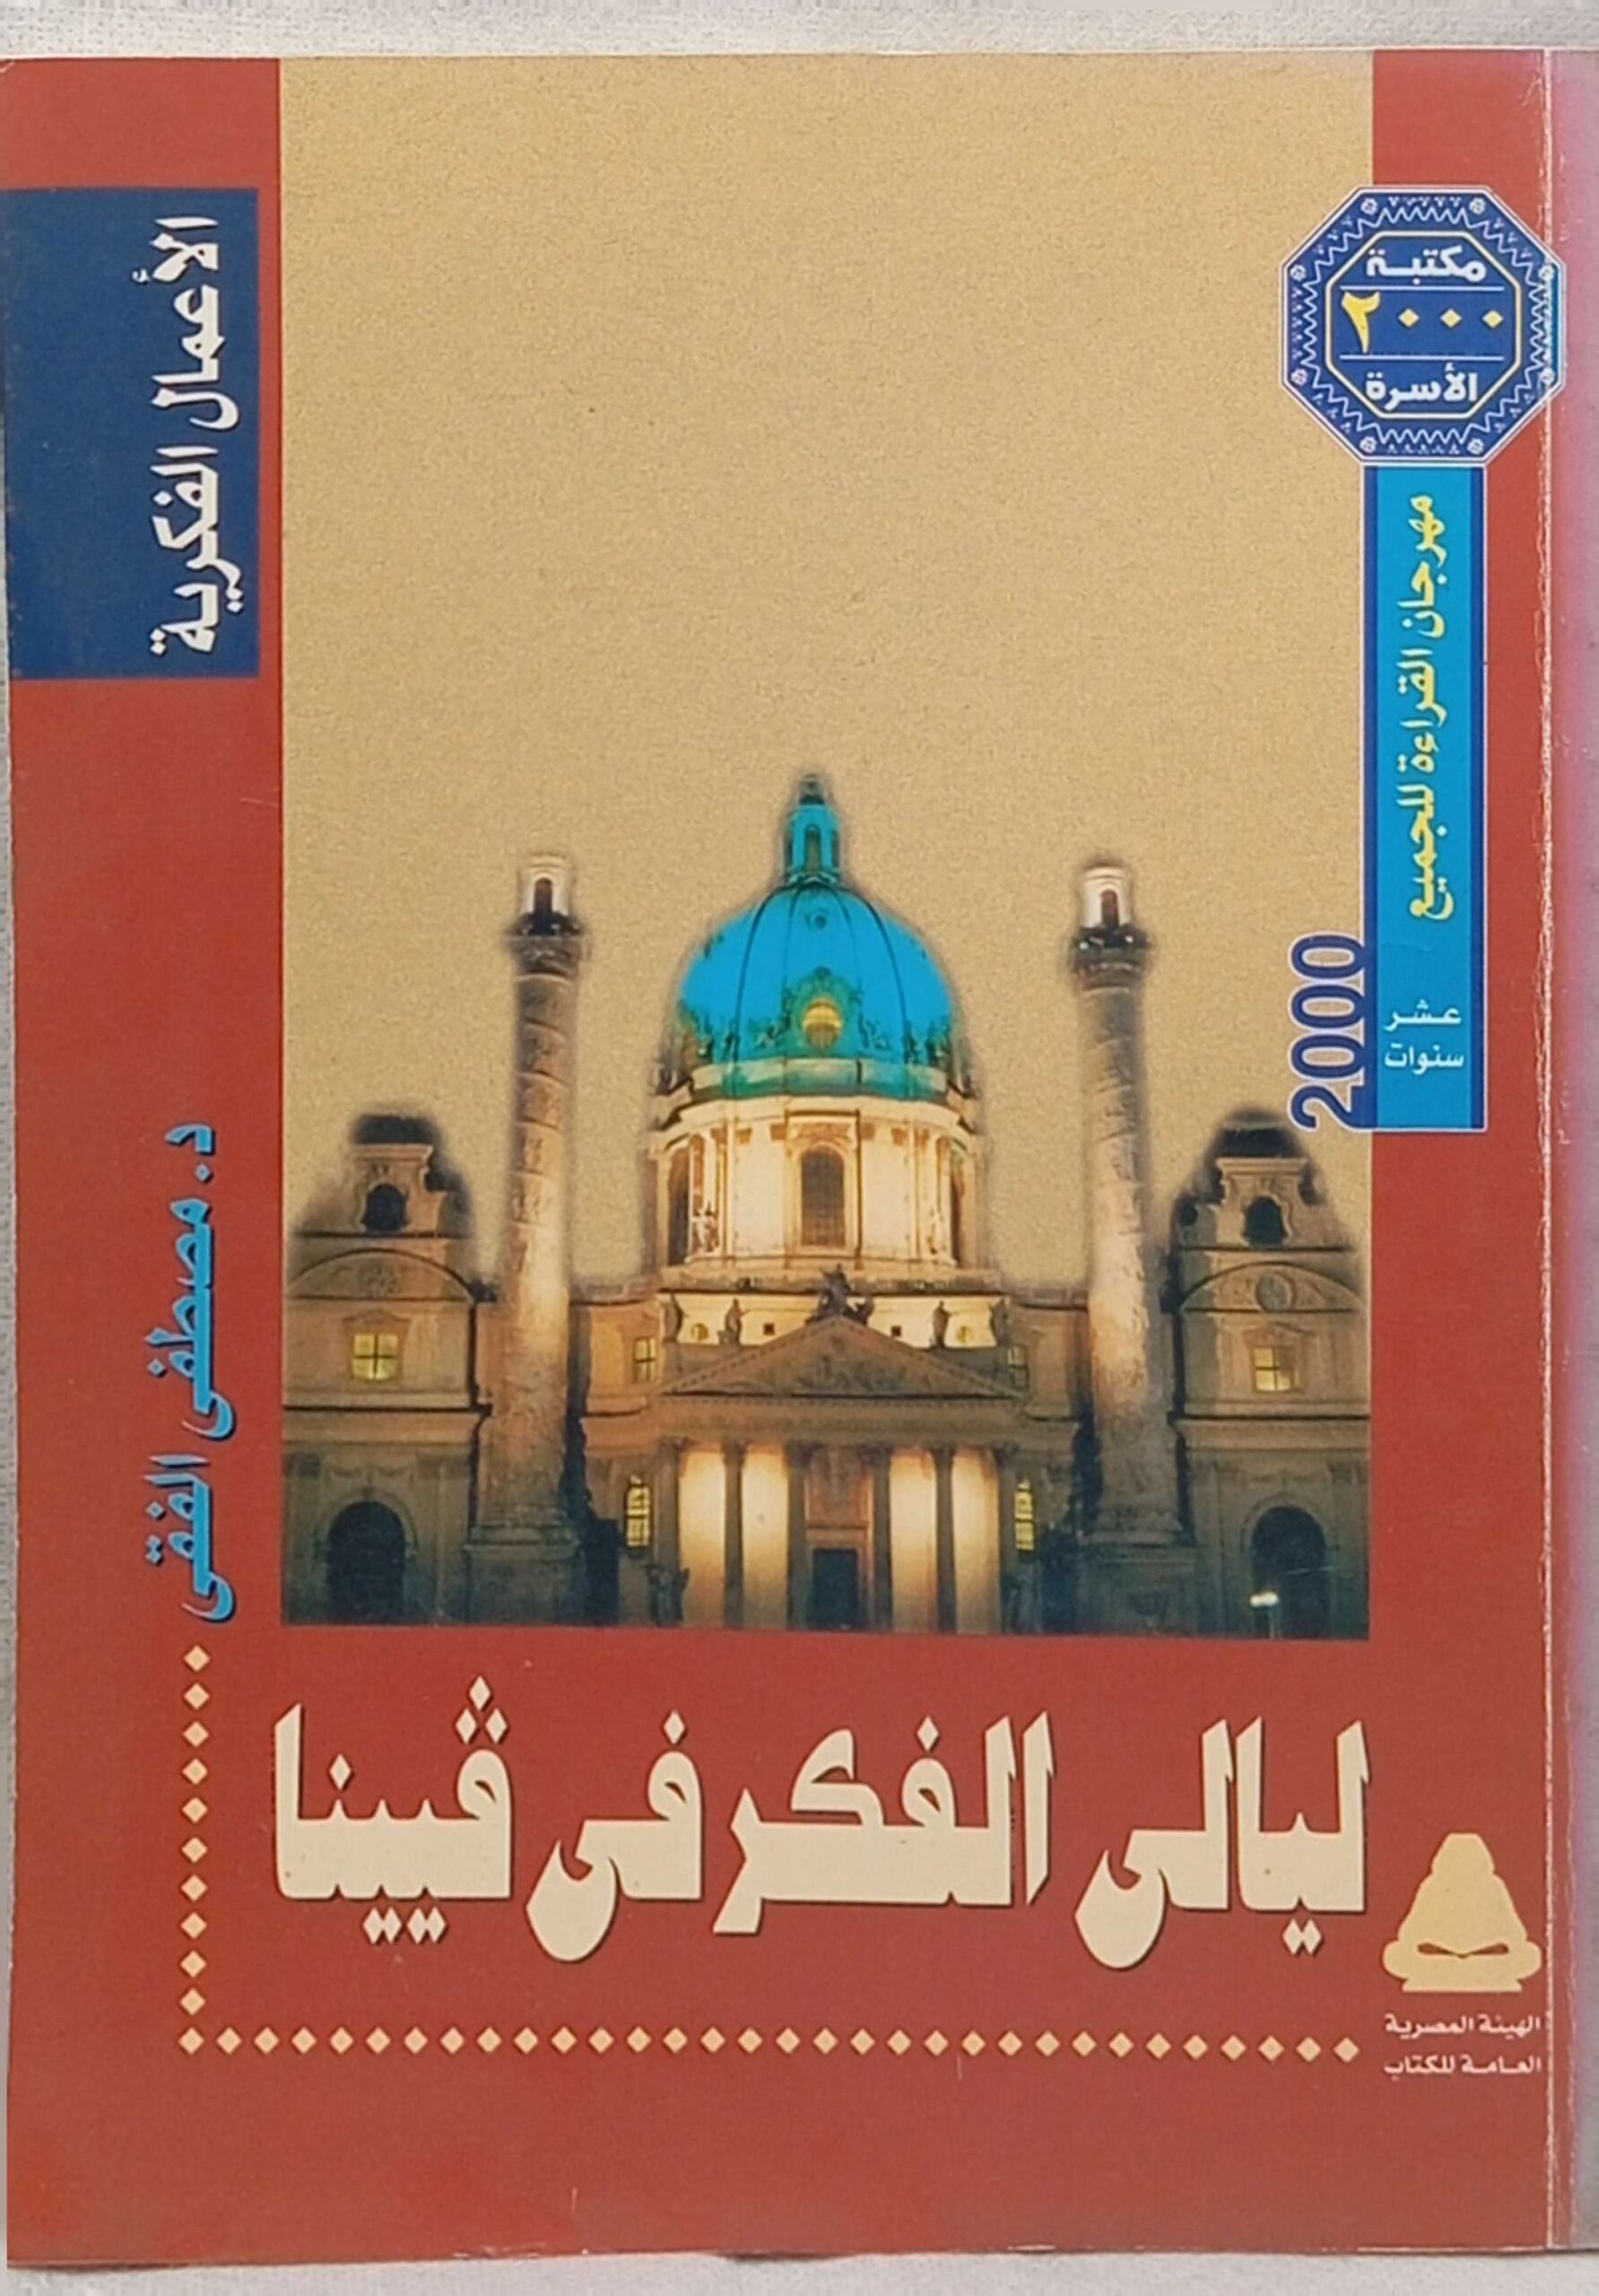 مكتبة
٢٠٠٠
الأسرة
مهرجان القراءة للجميع
عشر
سنوات
2000
الأعمال الفكرية
د. مصطفى الفقى
ليالى الفكر فى ڤيينا
الهيئة المصرية
العامة للكتاب